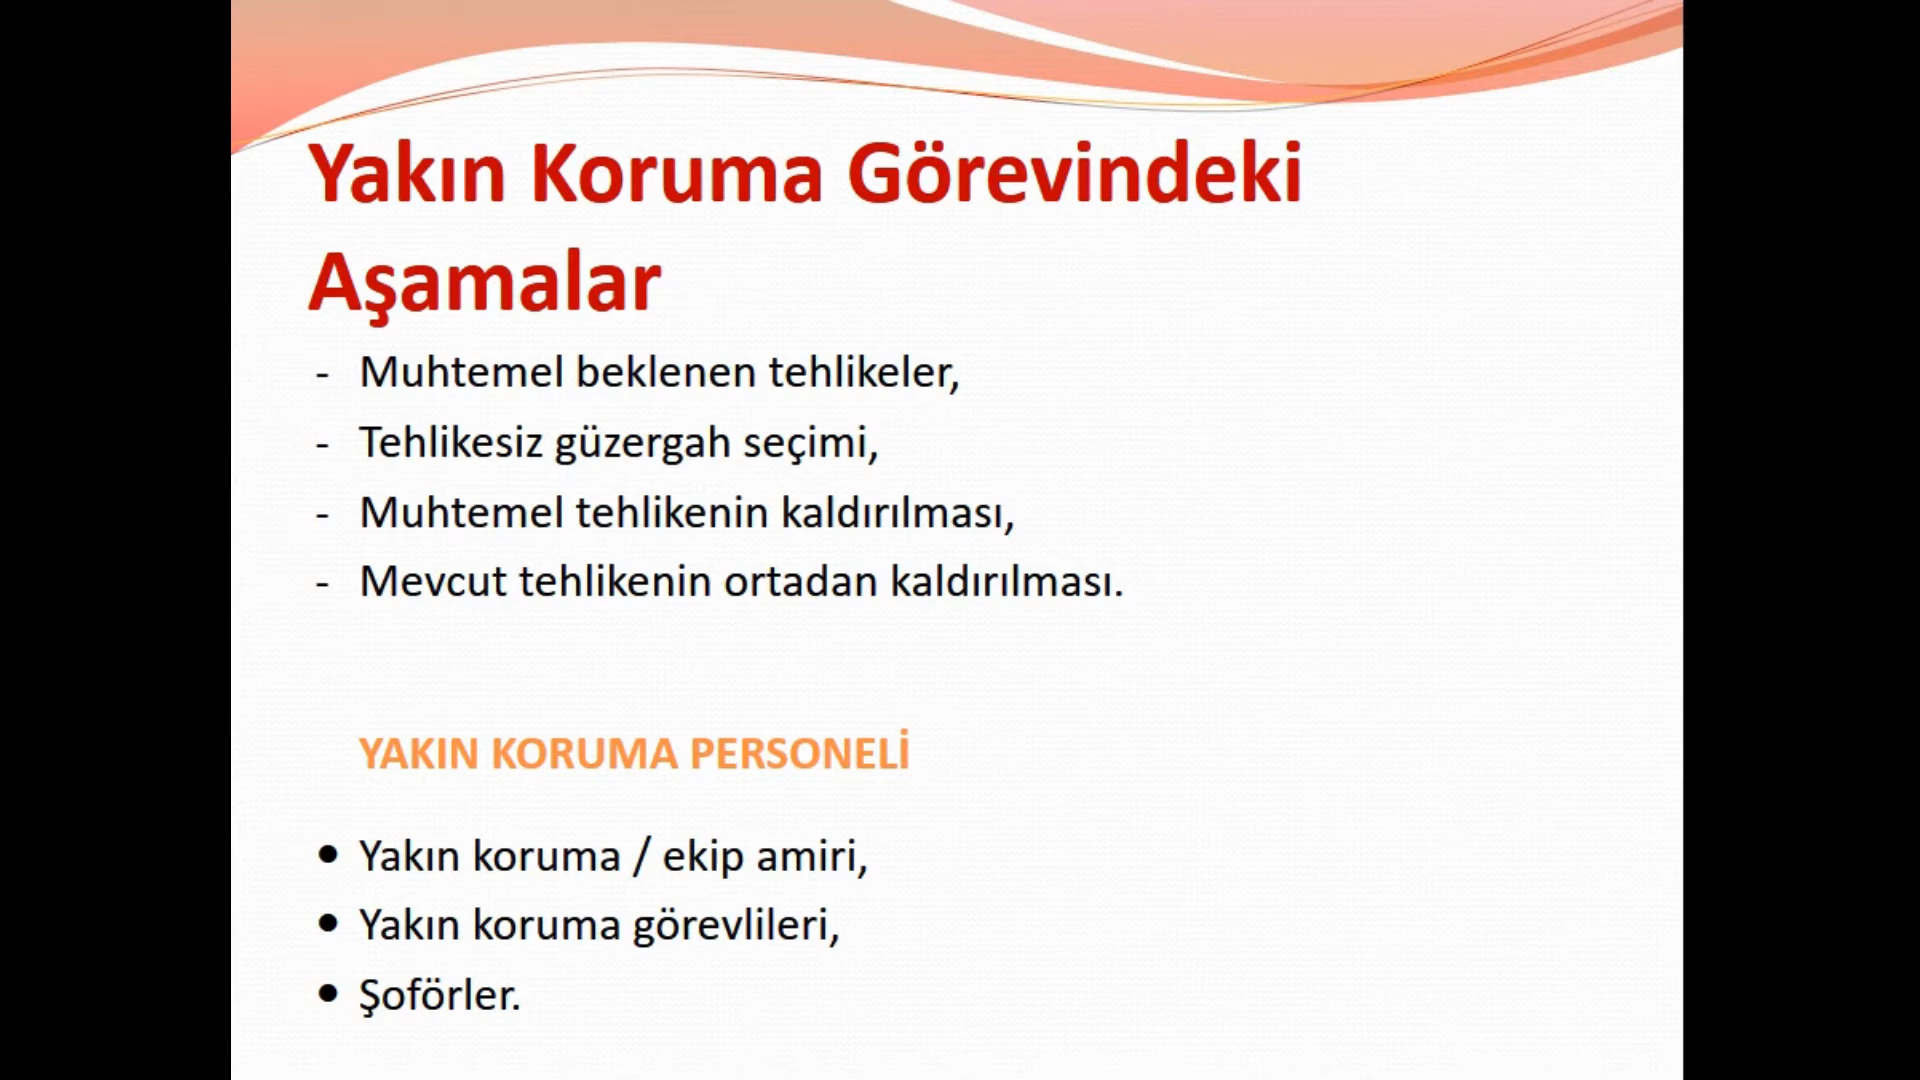 Yakın Koruma Görevindeki
Aşamalar
- Muhtemel beklenen tehlikeler,
- Tehlikesiz güzergah seçimi,
- Muhtemel tehlikenin kaldırılması,
- Mevcut tehlikenin ortadan kaldırılması.
YAKIN KORUMA PERSONELİ
• Yakın koruma / ekip amiri,
• Yakın koruma görevlileri,
• Şoförler.